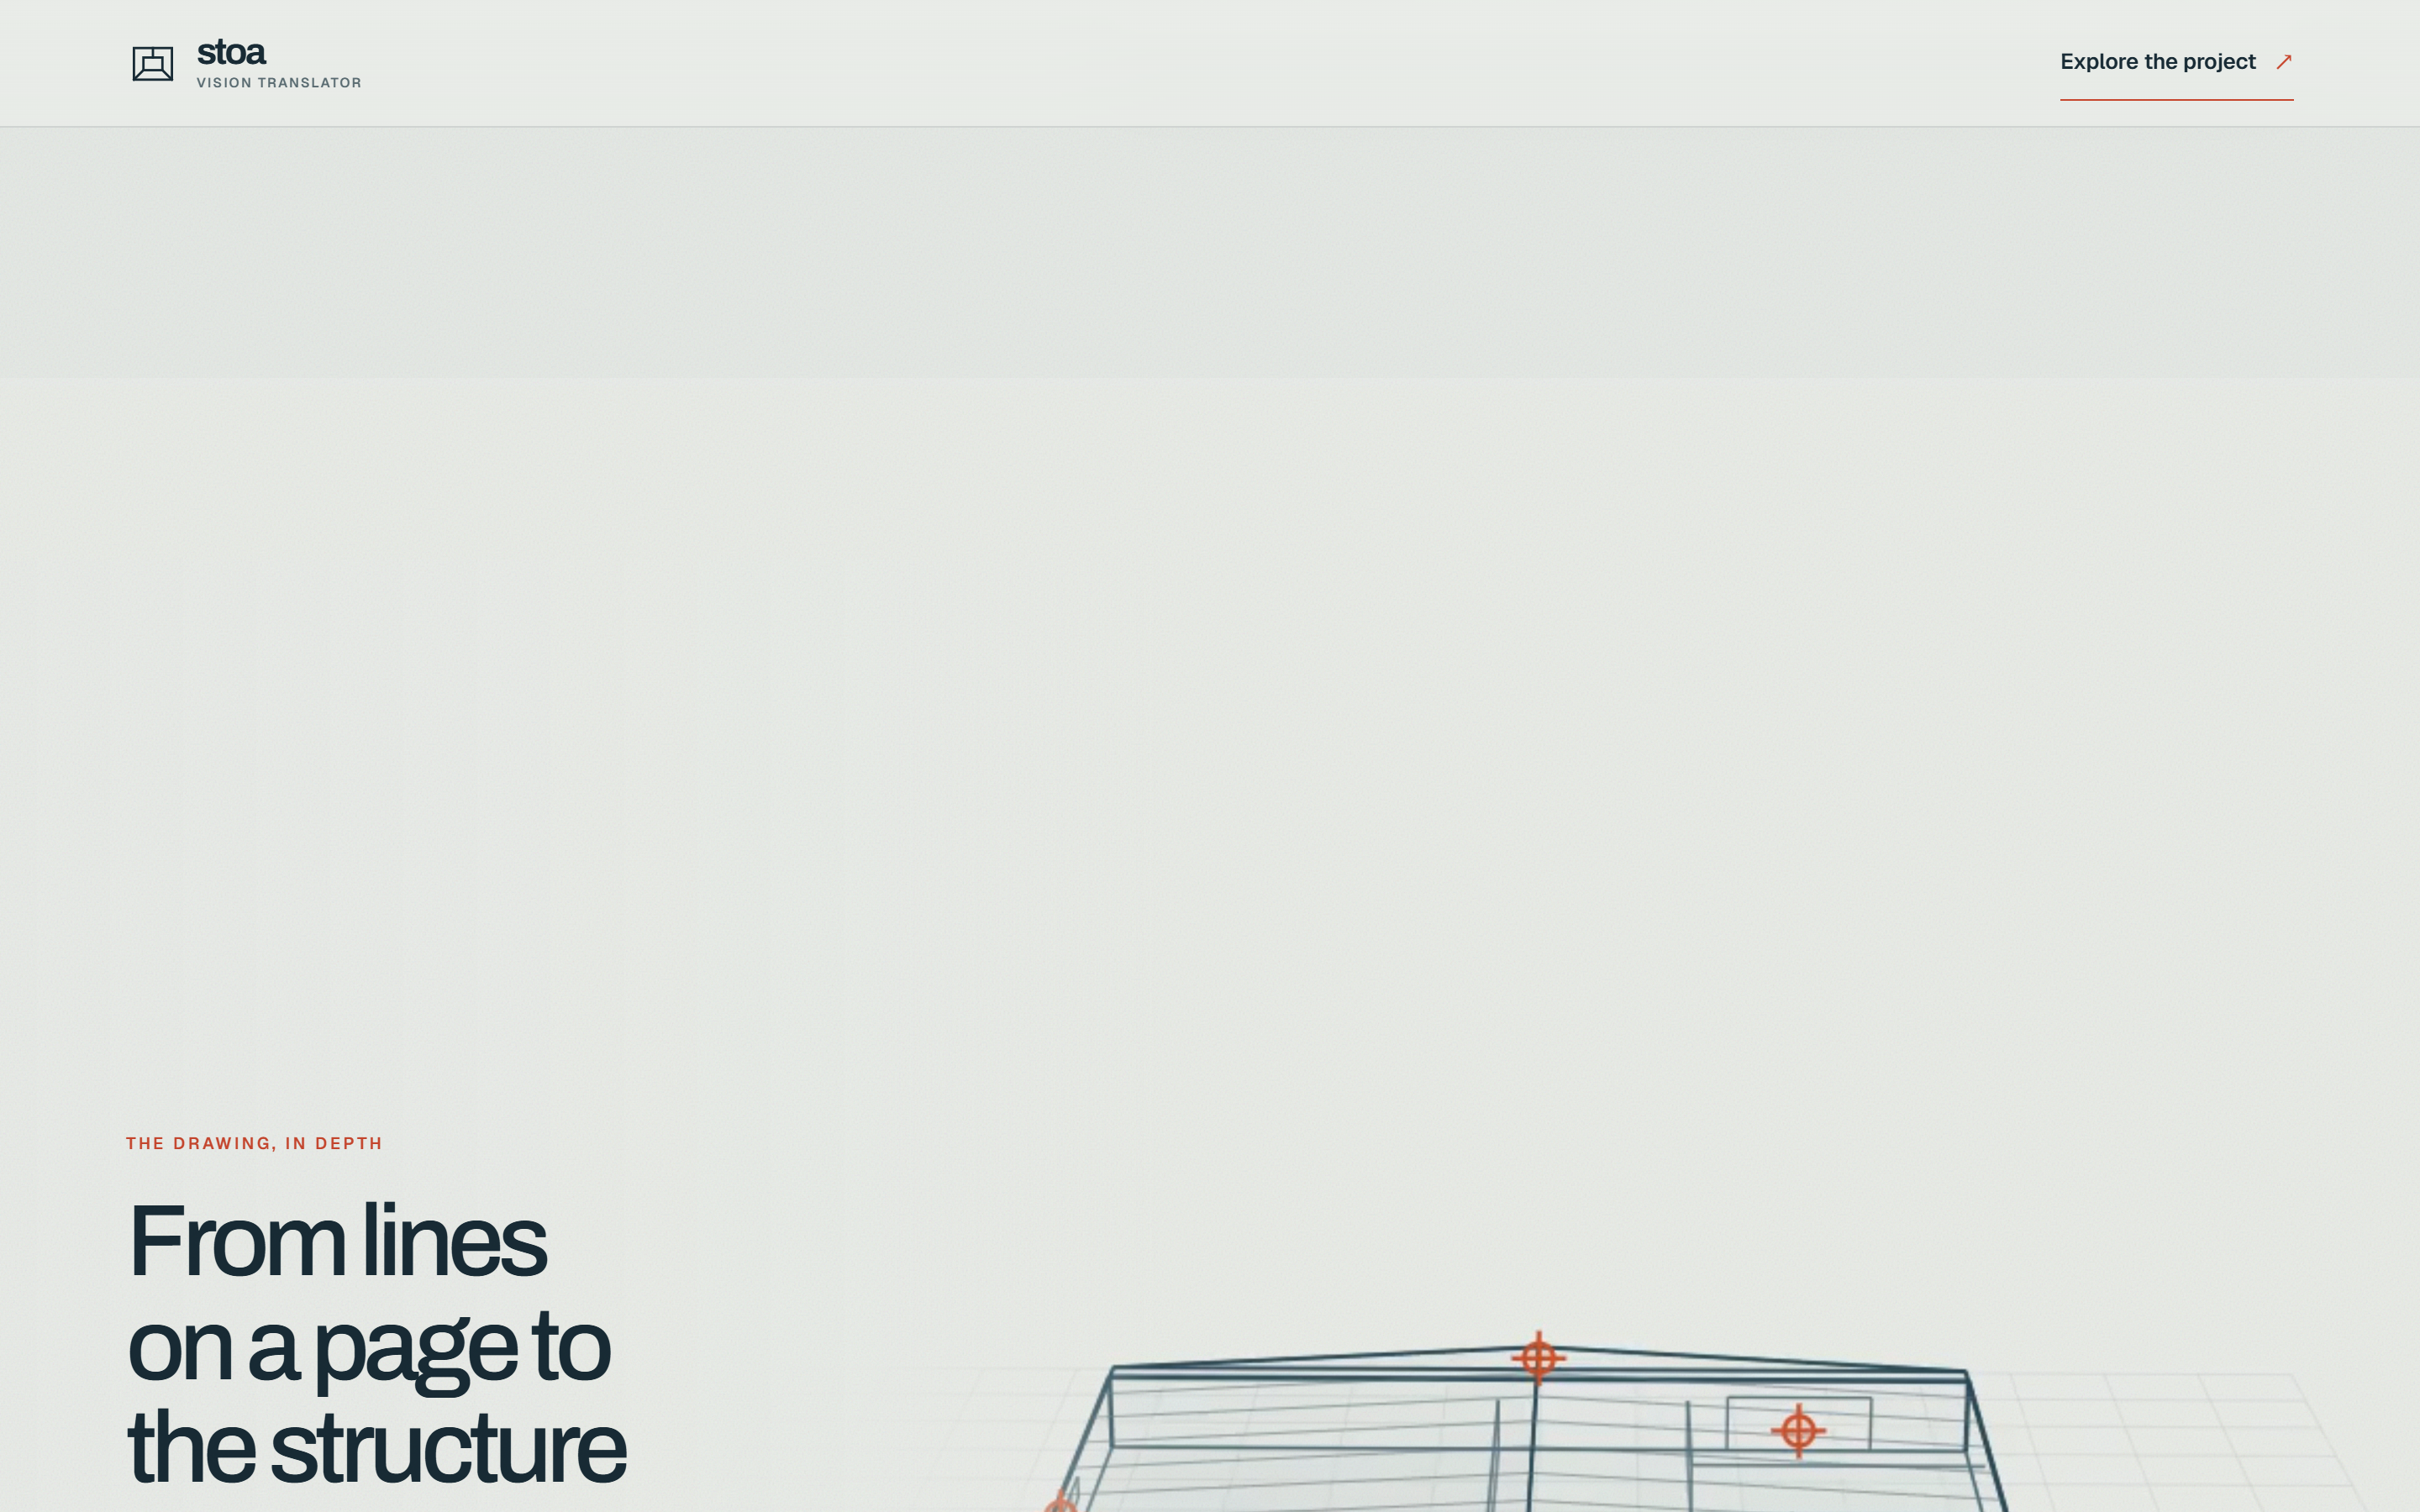 stoa
VISION TRANSLATOR
Explore the project ↗
THE DRAWING, IN DEPTH
From lines
on a page to
the structure